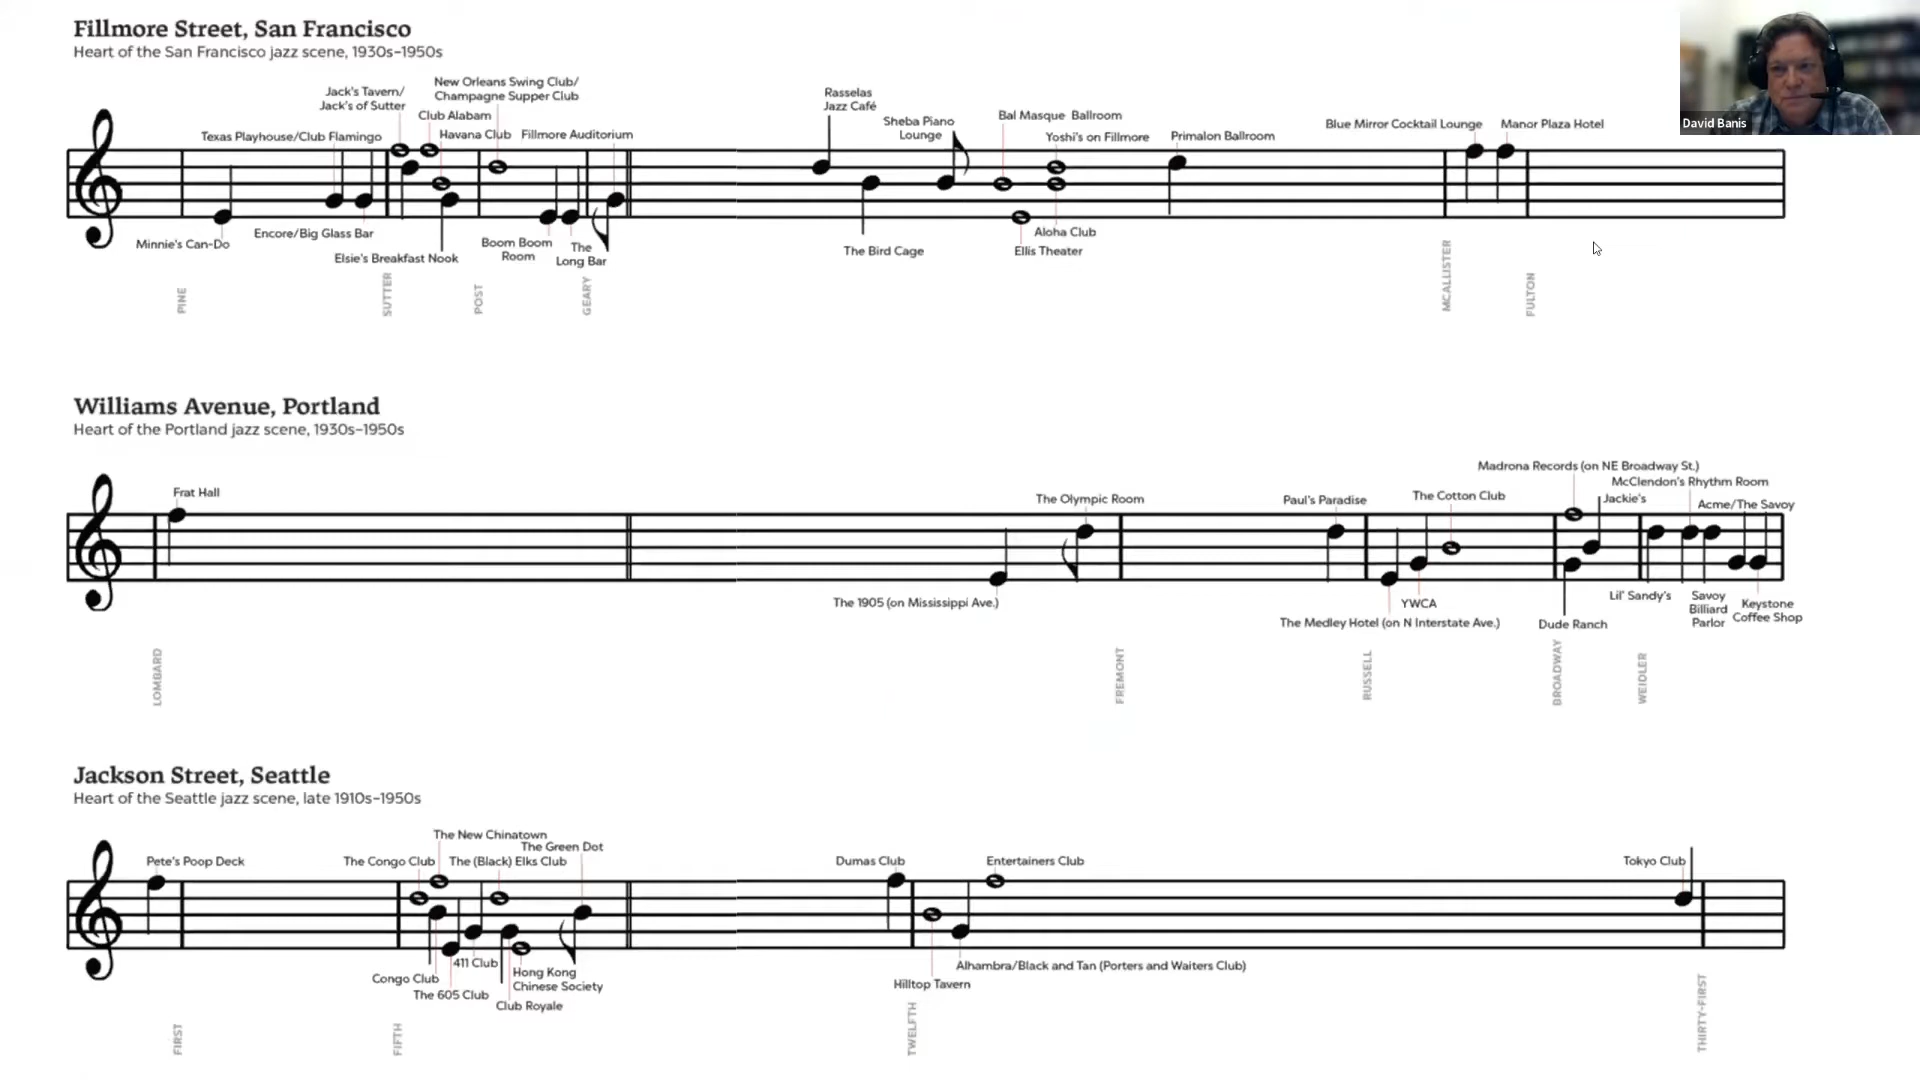 Fillmore Street, San Francisco
Heart of the San Francisco jazz scene, 1930s-1950s
David Banis
Jack's Tavern/
Jack's of Sutter
New Orleans Swing Club/
Champagne Supper Club
Club Alabam
Texas Playhouse/Club Flamingo
Havana Club
Fillmore Auditorium
Rasselas
Jazz Café
Sheba Piano
Lounge
Bal Masque Ballroom
Yoshi's on Fillmore
Primalon Ballroom
Blue Mirror Cocktail Lounge
Manor Plaza Hotel
Minnie's Can-Do
Encore/Big Glass Bar
Elsie's Breakfast Nook
Boom Boom
Room
The
Long Bar
The Bird Cage
Aloha Club
Ellis Theater
PINE
SUTTER
POST
GEARY
MCALLISTER
FULTON
Williams Avenue, Portland
Heart of the Portland jazz scene, 1930s-1950s
Frat Hall
The Olympic Room
Paul's Paradise
The Cotton Club
Madrona Records (on NE Broadway St.)
McClendon's Rhythm Room
Jackie's
Acme/The Savoy
The 1905 (on Mississippi Ave.)
YWCA
The Medley Hotel (on N Interstate Ave.)
Dude Ranch
Lil' Sandy's
Savoy
Billiard
Parlor
Keystone
Coffee Shop
LOMBARD
FREMONT
RUSSELL
BROADWAY
WEIDLER
Jackson Street, Seattle
Heart of the Seattle jazz scene, late 1910s-1950s
Pete's Poop Deck
The Congo Club
The New Chinatown
The Green Dot
The (Black) Elks Club
Dumas Club
Entertainers Club
Tokyo Club
Congo Club
411 Club
The 605 Club
Hong Kong
Chinese Society
Club Royale
Hilltop Tavern
Alhambra/Black and Tan (Porters and Waiters Club)
FIRST
FIFTH
TWELFTH
THIRTY-FIRST